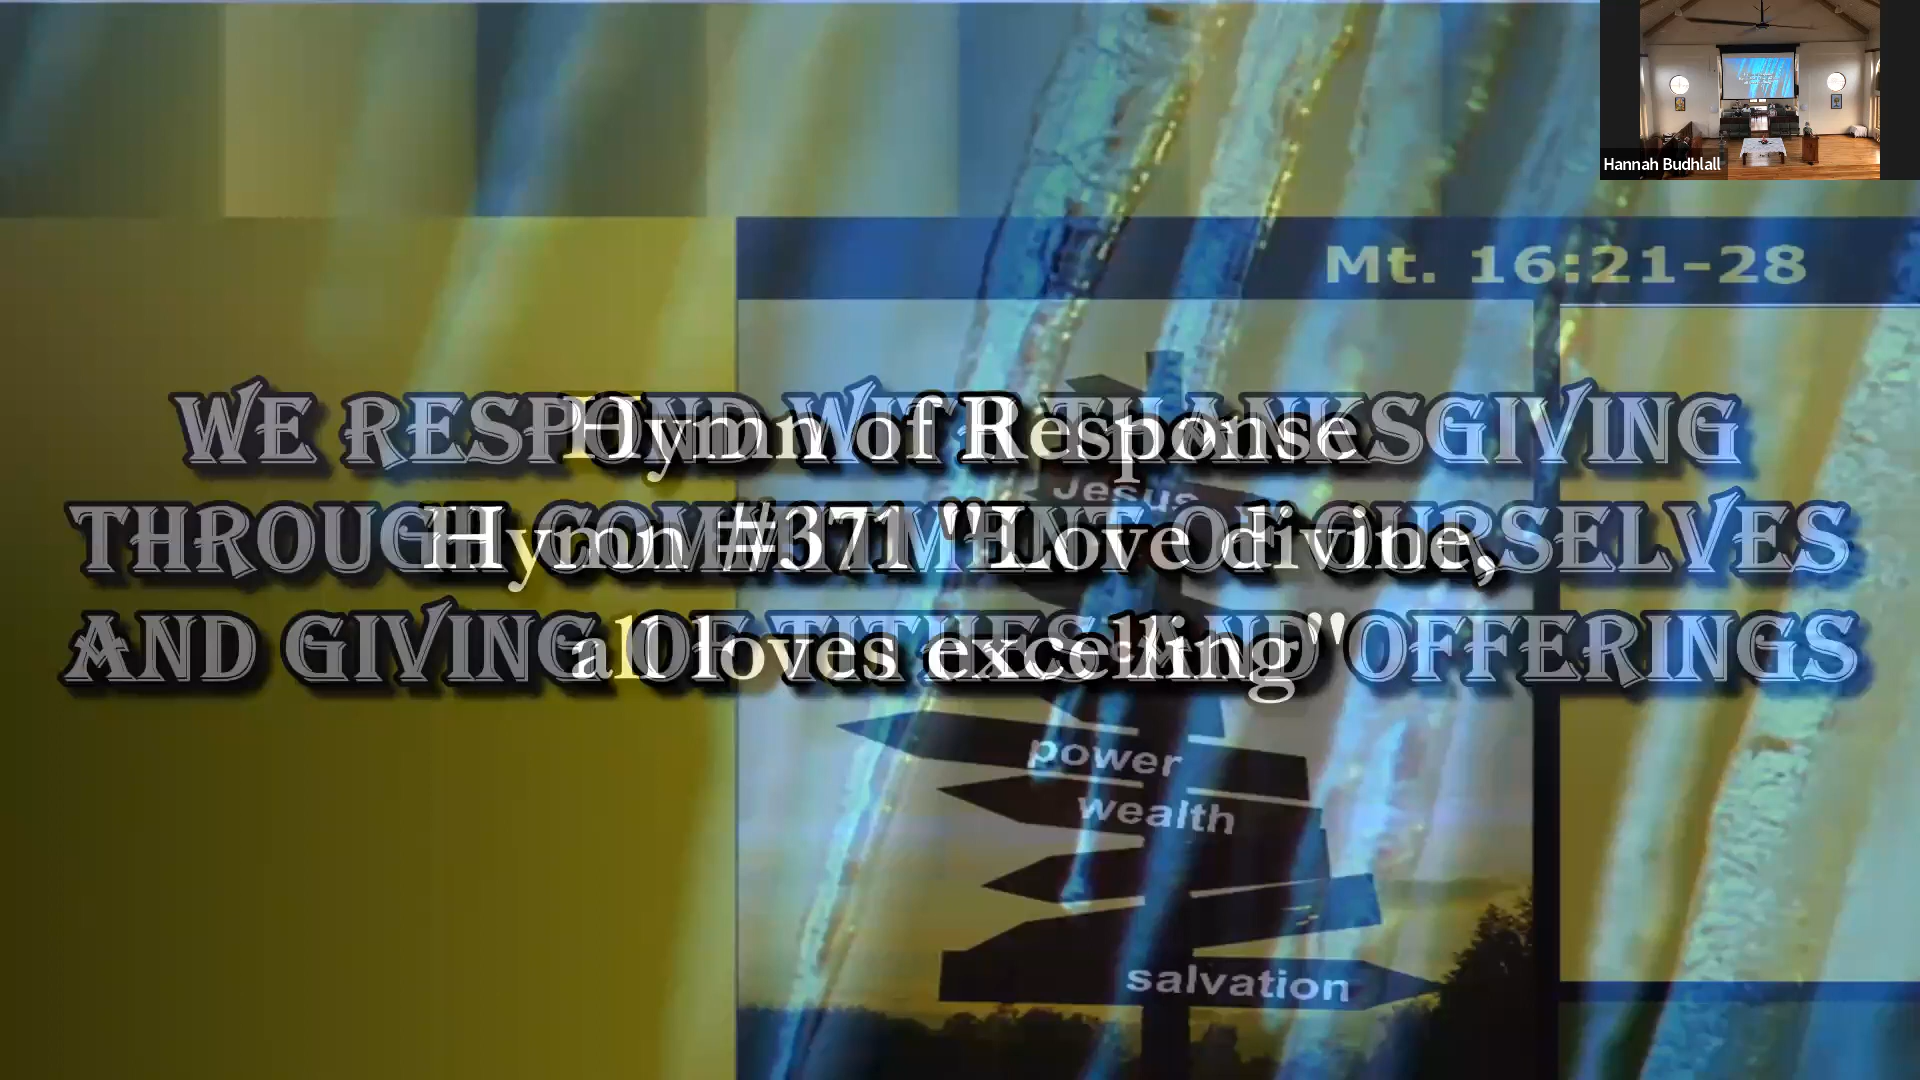 Hannah Budhlall
Mt. 16:21-28
WE RESPOND WITH THANKSGIVING
THROUGH COMMITMENT OF OURSELVES
AND GIVING OF TITHES AND OFFERINGS
Hymn of Response
Hymn #371 "Love divine,
all loves excelling"
Jesus
power
wealth
salvation